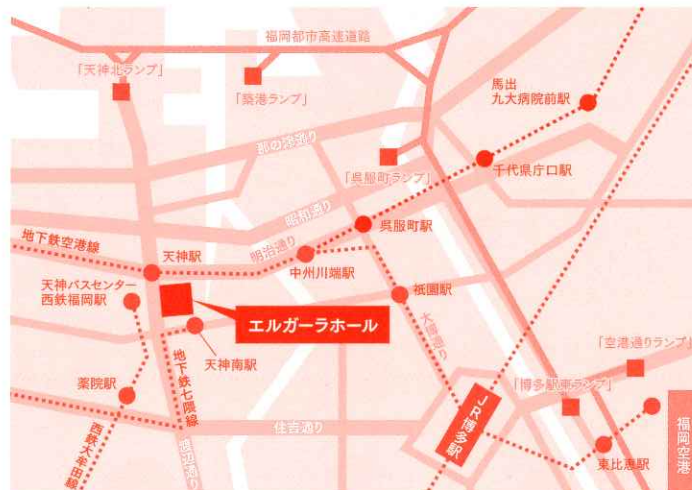 福岡都市高速道路
「天神北ランプ」
「築港ランプ」
馬出
九大病院前駅
那の津通り
「呉服町ランプ」
千代県庁口駅
昭和通り
呉服町駅
地下鉄空港線
天神駅
明治通り
中州川端駅
天神バスセンター
西鉄福岡駅
祇園駅
エルガーラホール
大博通り
天神南駅
「空港通りランプ」
地下鉄七隈線
薬院駅
「博多駅東ランプ」
JR博多駅
住吉通り
福岡空港
西鉄大牟田線
渡辺通り
東比恵駅